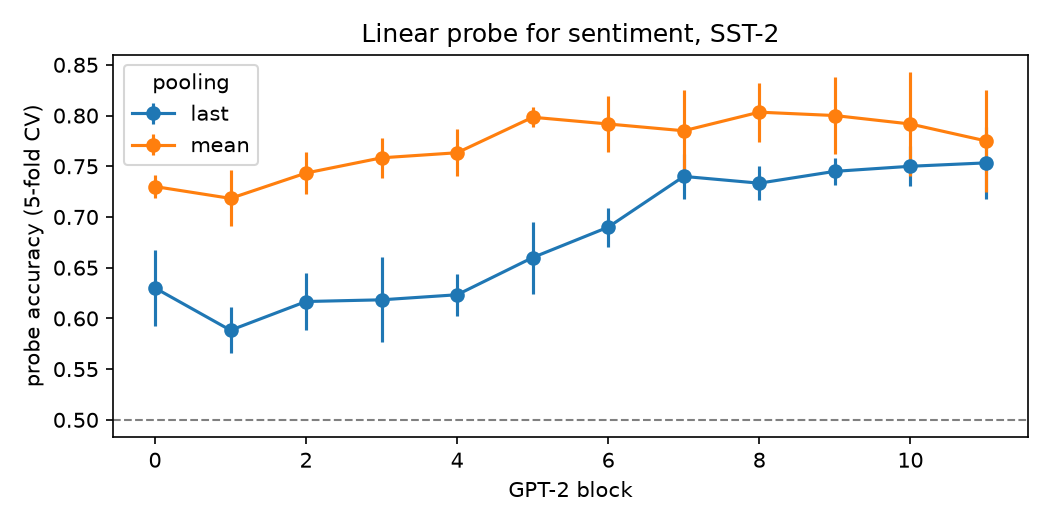 Linear probe for sentiment, SST-2
pooling
last
mean
probe accuracy (5-fold CV)
0.85
0.80
0.75
0.70
0.65
0.60
0.55
0.50
0
2
4
6
8
10
GPT-2 block